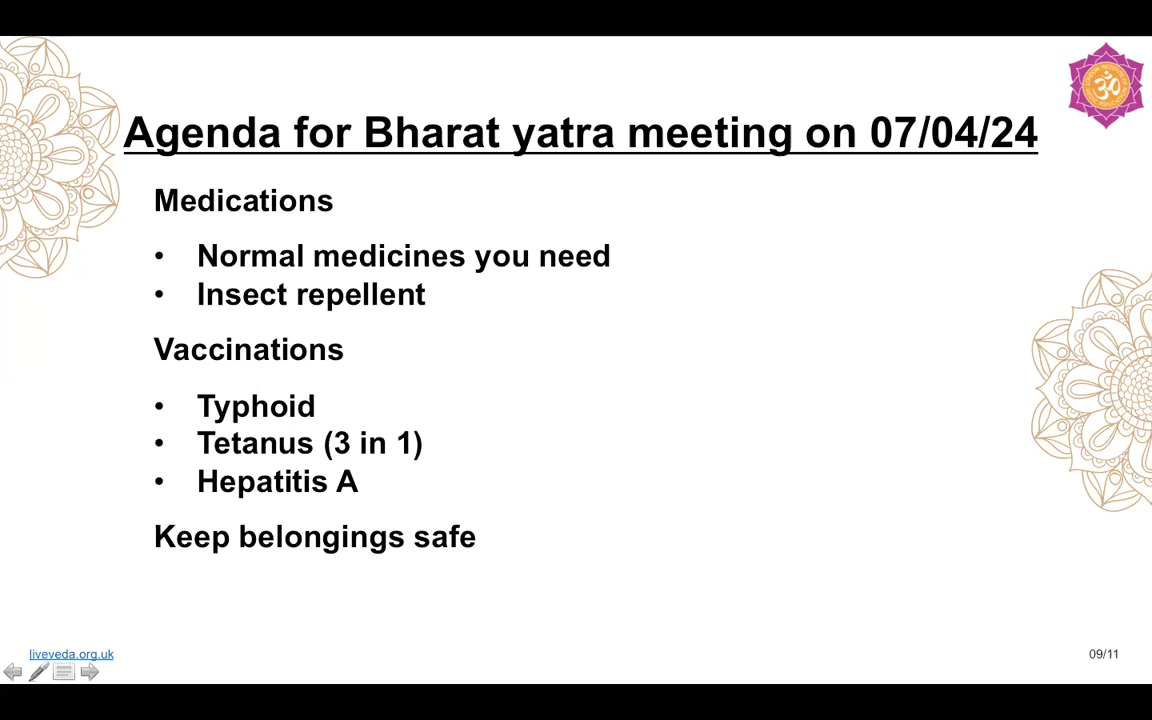 Agenda for Bharat yatra meeting on 07/04/24
Medications
• Normal medicines you need
• Insect repellent
Vaccinations
• Typhoid
• Tetanus (3 in 1)
• Hepatitis A
Keep belongings safe
liveveda.org.uk
09/11
ॐ